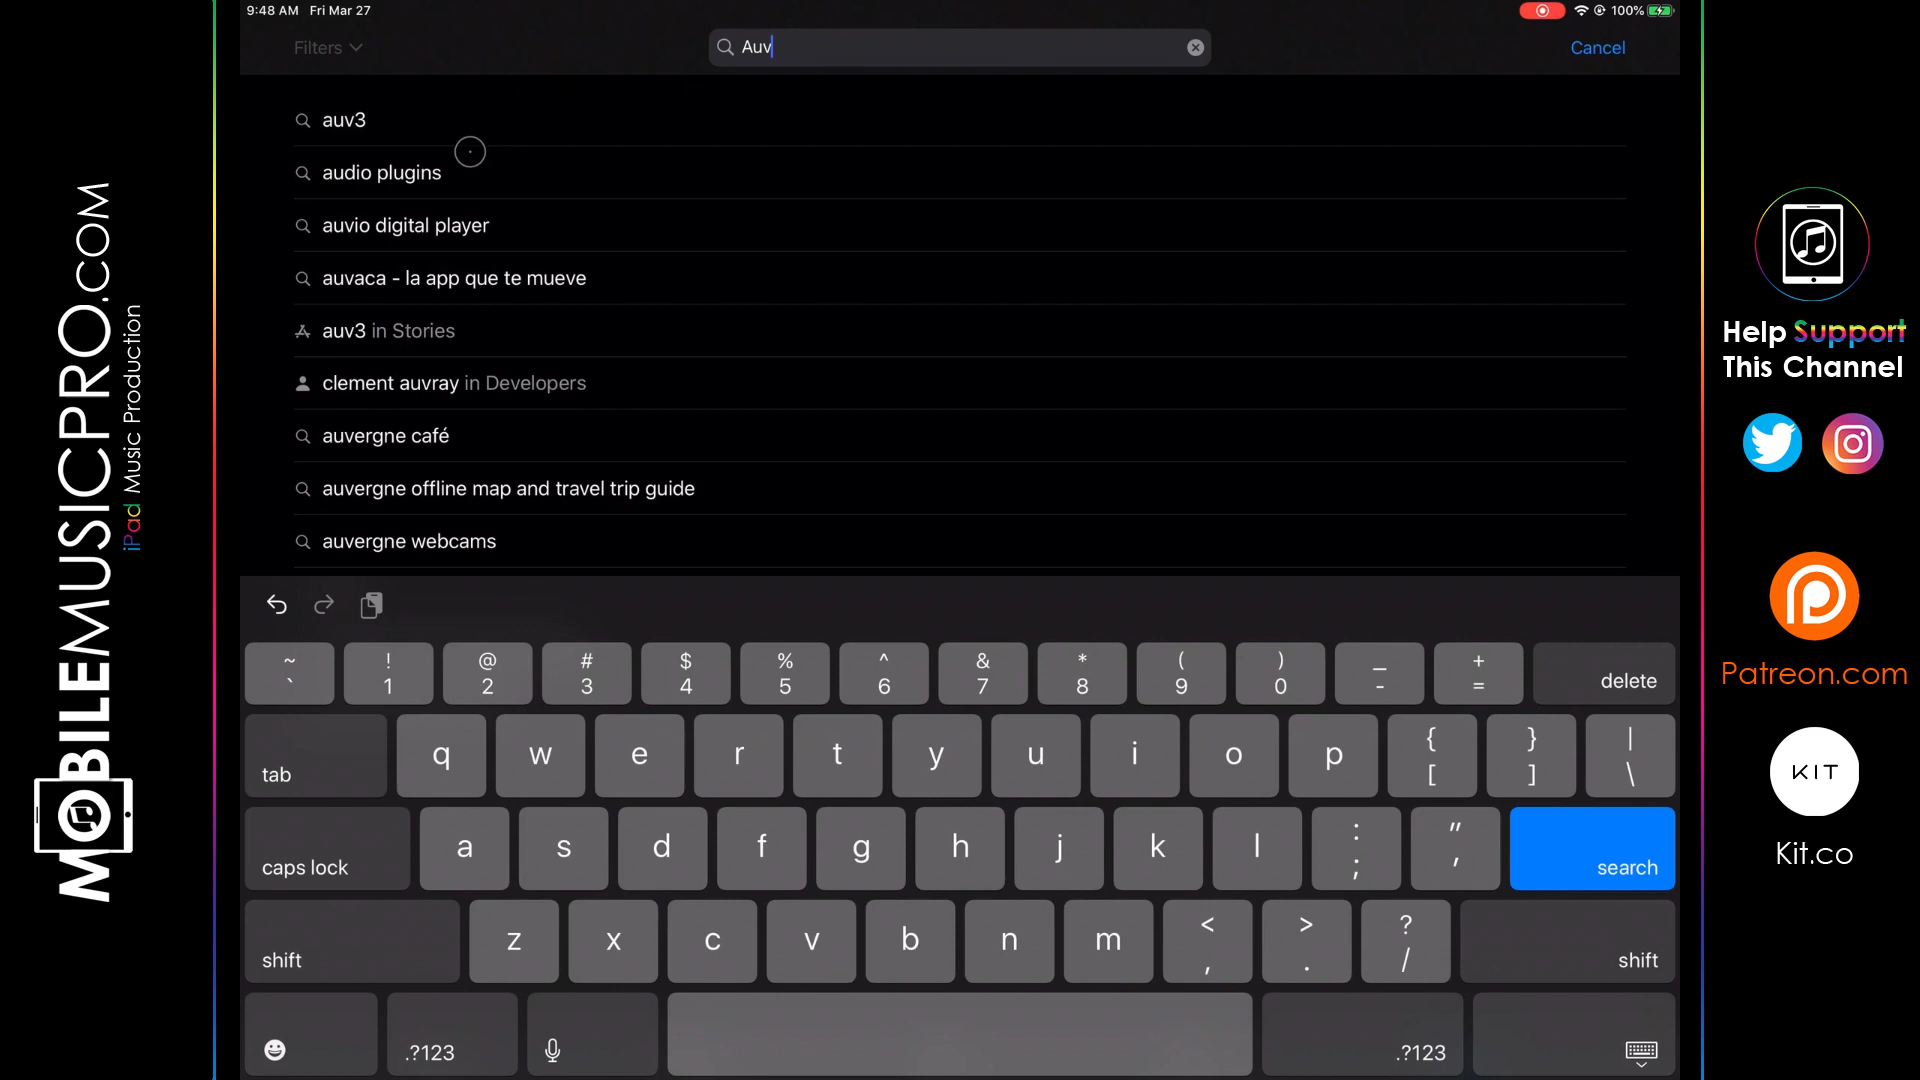 9:48 AM Fri Mar 27
100%
Filters
Auv
Cancel
auv3
audio plugins
auvio digital player
auvaca - la app que te mueve
auv3 in Stories
clement auvray in Developers
auvergne café
auvergne offline map and travel trip guide
auvergne webcams
~ ! @ # $ % ^ & * ( ) _ +
` 1 2 3 4 5 6 7 8 9 0 - = delete
tab q w e r t y u i o p { [ } ] | \
caps lock a s d f g h j k l : ; " ' search
shift z x c v b n m < , > . ? / shift
.?123 .?123
MOBILEMUSICPRO.COM
iPad Music Production
Help Support
This Channel
Patreon.com
KIT
Kit.co